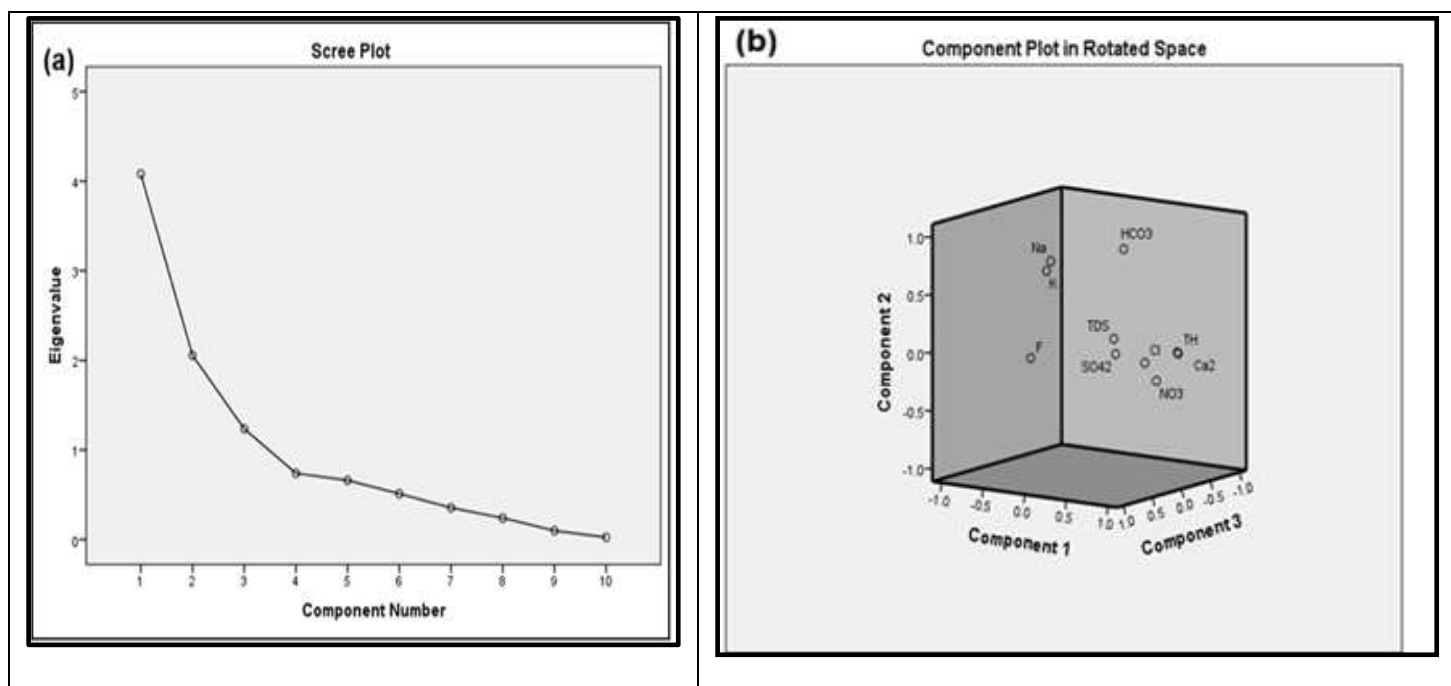 (a)
Scree Plot
Eigenvalue
5
4
3
2
1
0
1 2 3 4 5 6 7 8 9 10
Component Number
(b)
Component Plot in Rotated Space
Component 2
1.0
0.5
0.0
-0.5
-1.0
HCO3
Na
K
TDS
F
SO42
Cl
TH
Ca2
NO3
-1.0 -0.5 0.0 0.5 1.0
Component 1
1.0 0.5 0.0 -0.5 -1.0
Component 3